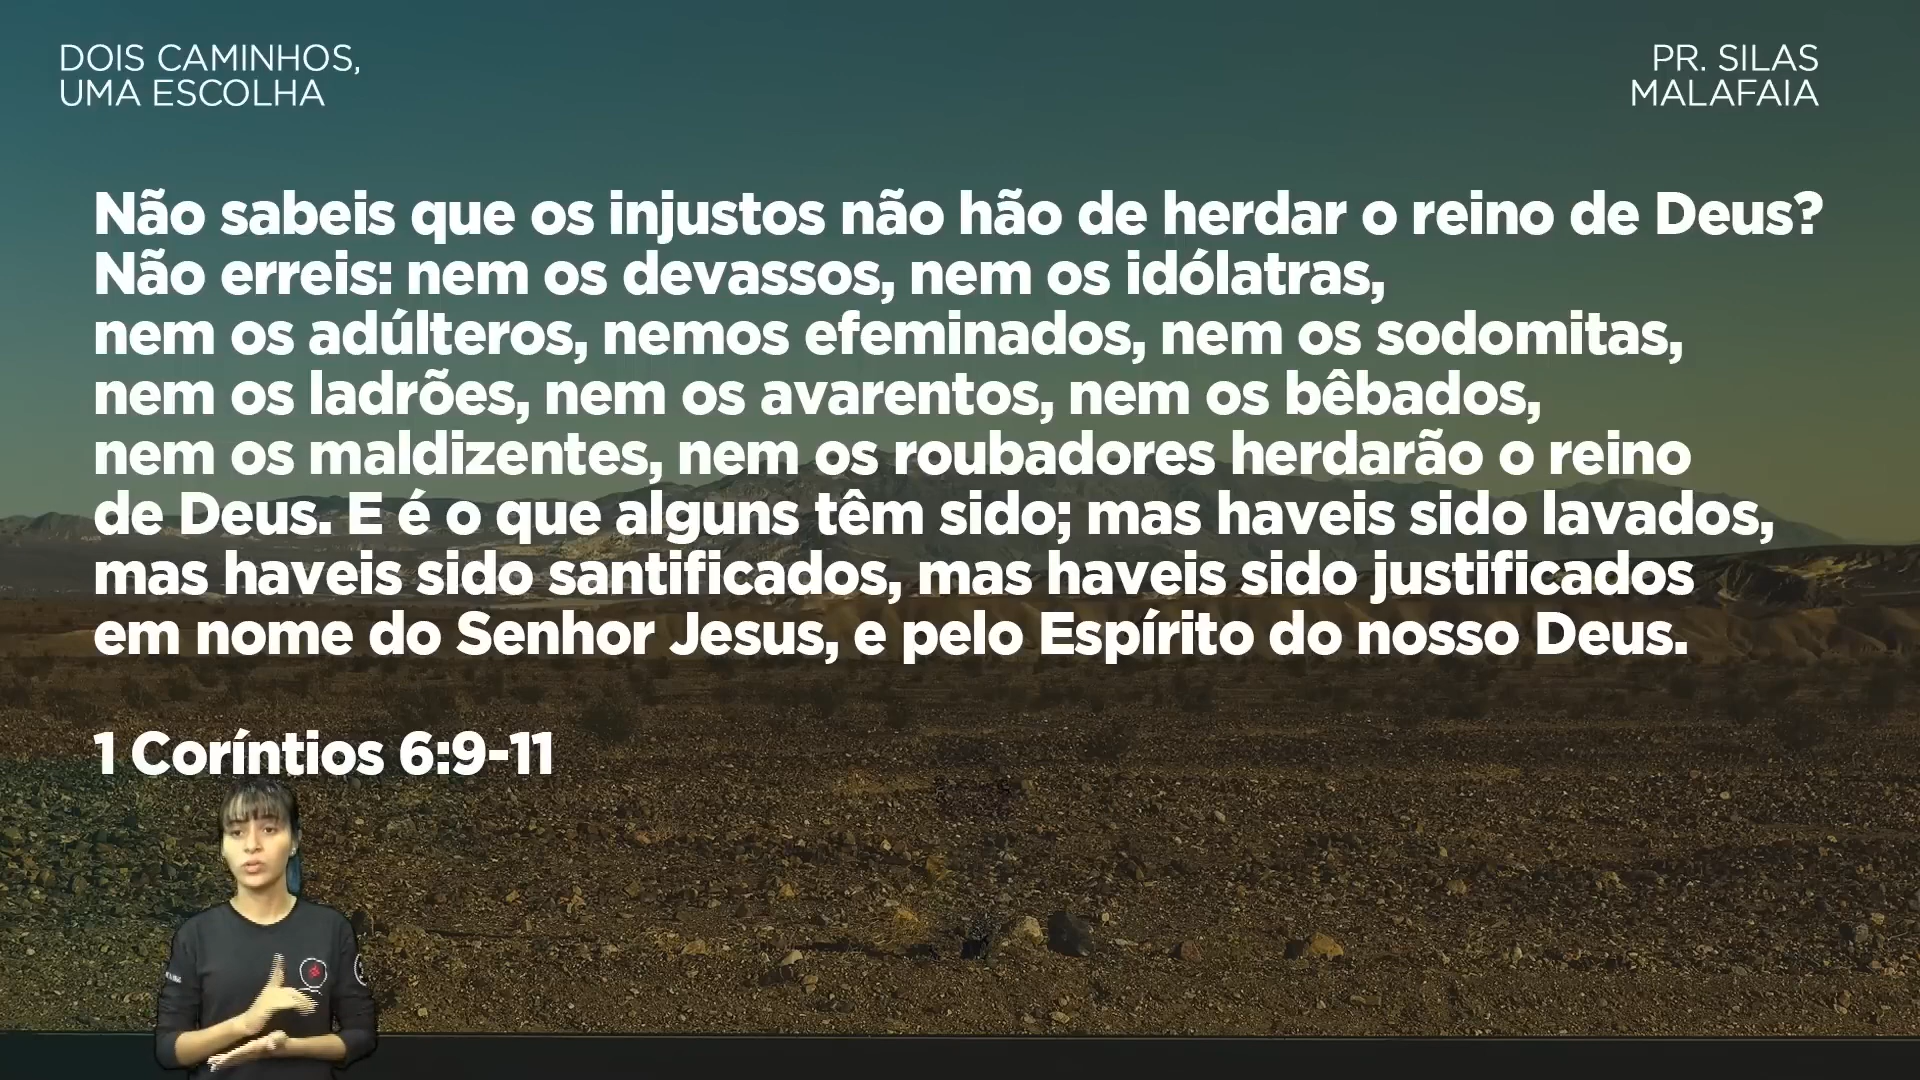 DOIS CAMINHOS,
UMA ESCOLHA
PR. SILAS
MALAFAIA
Não sabeis que os injustos não hão de herdar o reino de Deus?
Não erreis: nem os devassos, nem os idólatras,
nem os adúlteros, nemos efeminados, nem os sodomitas,
nem os ladrões, nem os avarentos, nem os bêbados,
nem os maldizentes, nem os roubadores herdarão o reino
de Deus. E é o que alguns têm sido; mas haveis sido lavados,
mas haveis sido santificados, mas haveis sido justificados
em nome do Senhor Jesus, e pelo Espírito do nosso Deus.
1 Coríntios 6:9-11